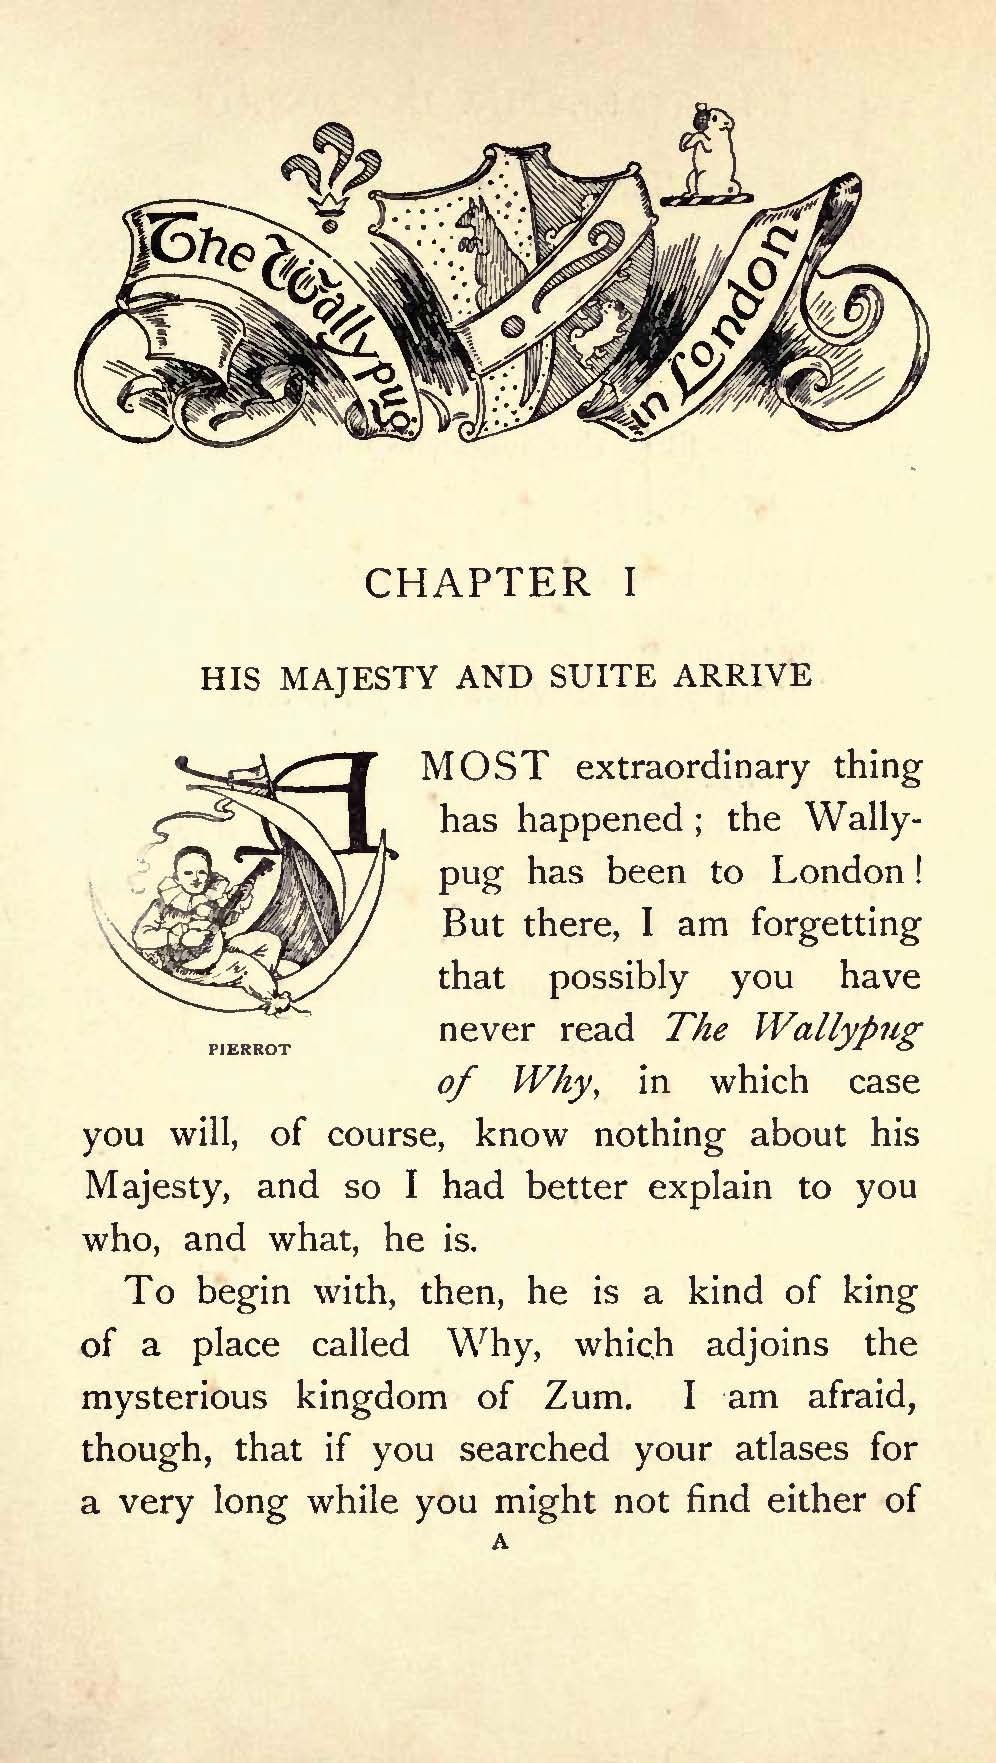 The Wallypug
in London
CHAPTER I
HIS MAJESTY AND SUITE ARRIVE
A MOST extraordinary thing
has happened; the Wally-
pug has been to London!
But there, I am forgetting
that possibly you have
never read The Wallypug
of Why, in which case
PIERROT
you will, of course, know nothing about his
Majesty, and so I had better explain to you
who, and what, he is.
To begin with, then, he is a kind of king
of a place called Why, which adjoins the
mysterious kingdom of Zum. I am afraid,
though, that if you searched your atlases for
a very long while you might not find either of
A